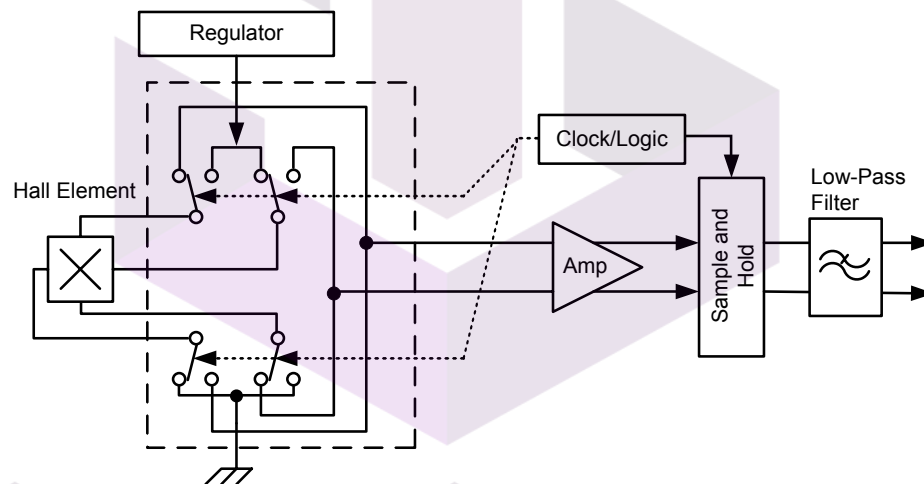 Regulator
Clock/Logic
Hall Element
Low-Pass
Filter
Amp
Sample and
Hold